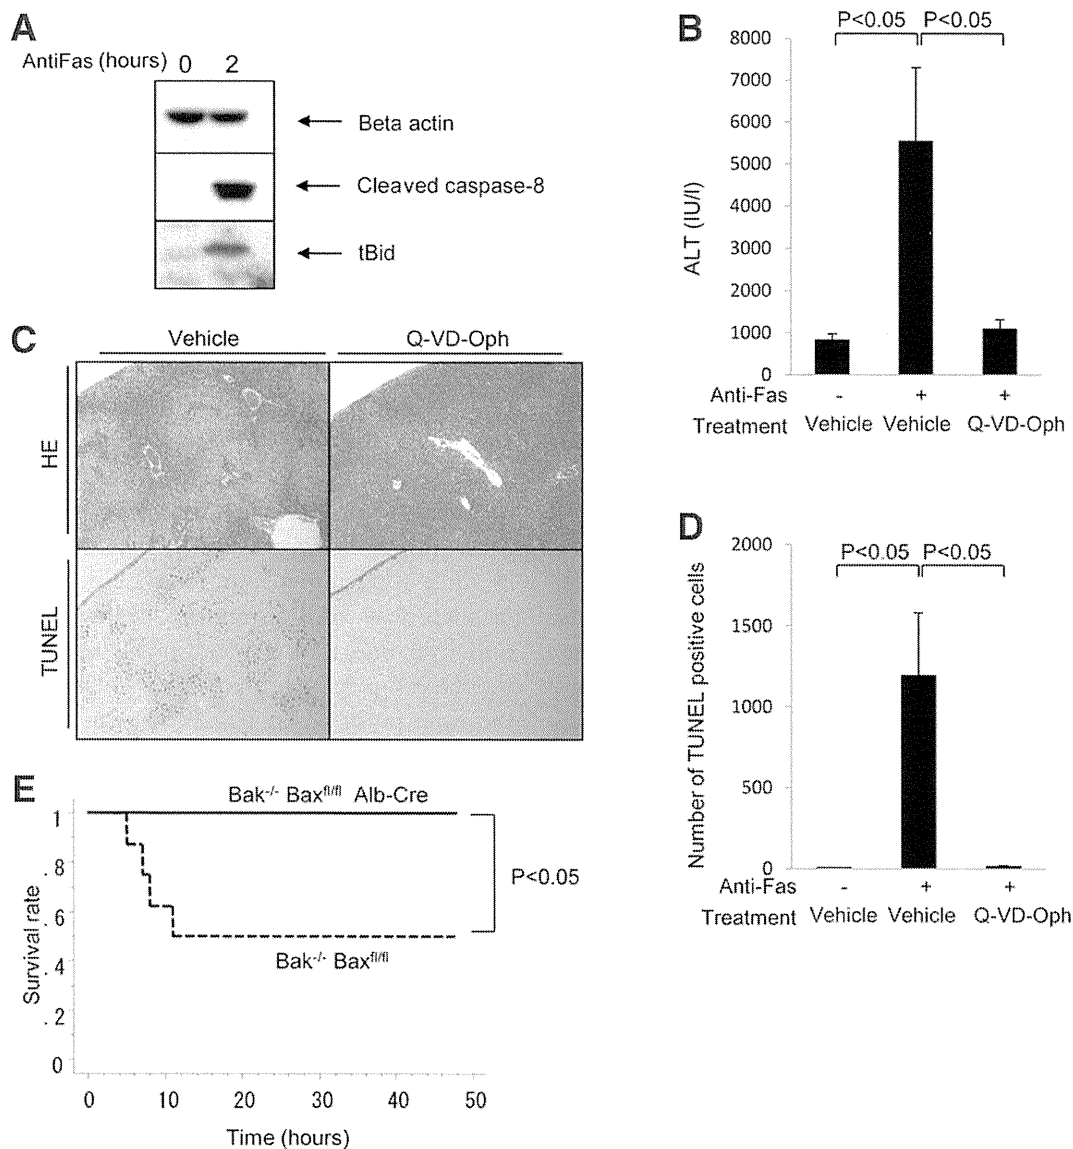 A
AntiFas (hours) 0 2
Beta actin
Cleaved caspase-8
tBid
B
P<0.05 P<0.05
8000
7000
6000
5000
4000
3000
2000
1000
0
ALT (IU/l)
Anti-Fas - + +
Treatment Vehicle Vehicle Q-VD-Oph
C
Vehicle Q-VD-Oph
HE
TUNEL
D
P<0.05 P<0.05
2000
1500
1000
500
0
Number of TUNEL positive cells
Anti-Fas - + +
Treatment Vehicle Vehicle Q-VD-Oph
E
Bak-/- Baxfl/fl Alb-Cre
P<0.05
Bak-/- Baxfl/fl
1
.8
.6
.4
.2
0
Survival rate
0 10 20 30 40 50
Time (hours)